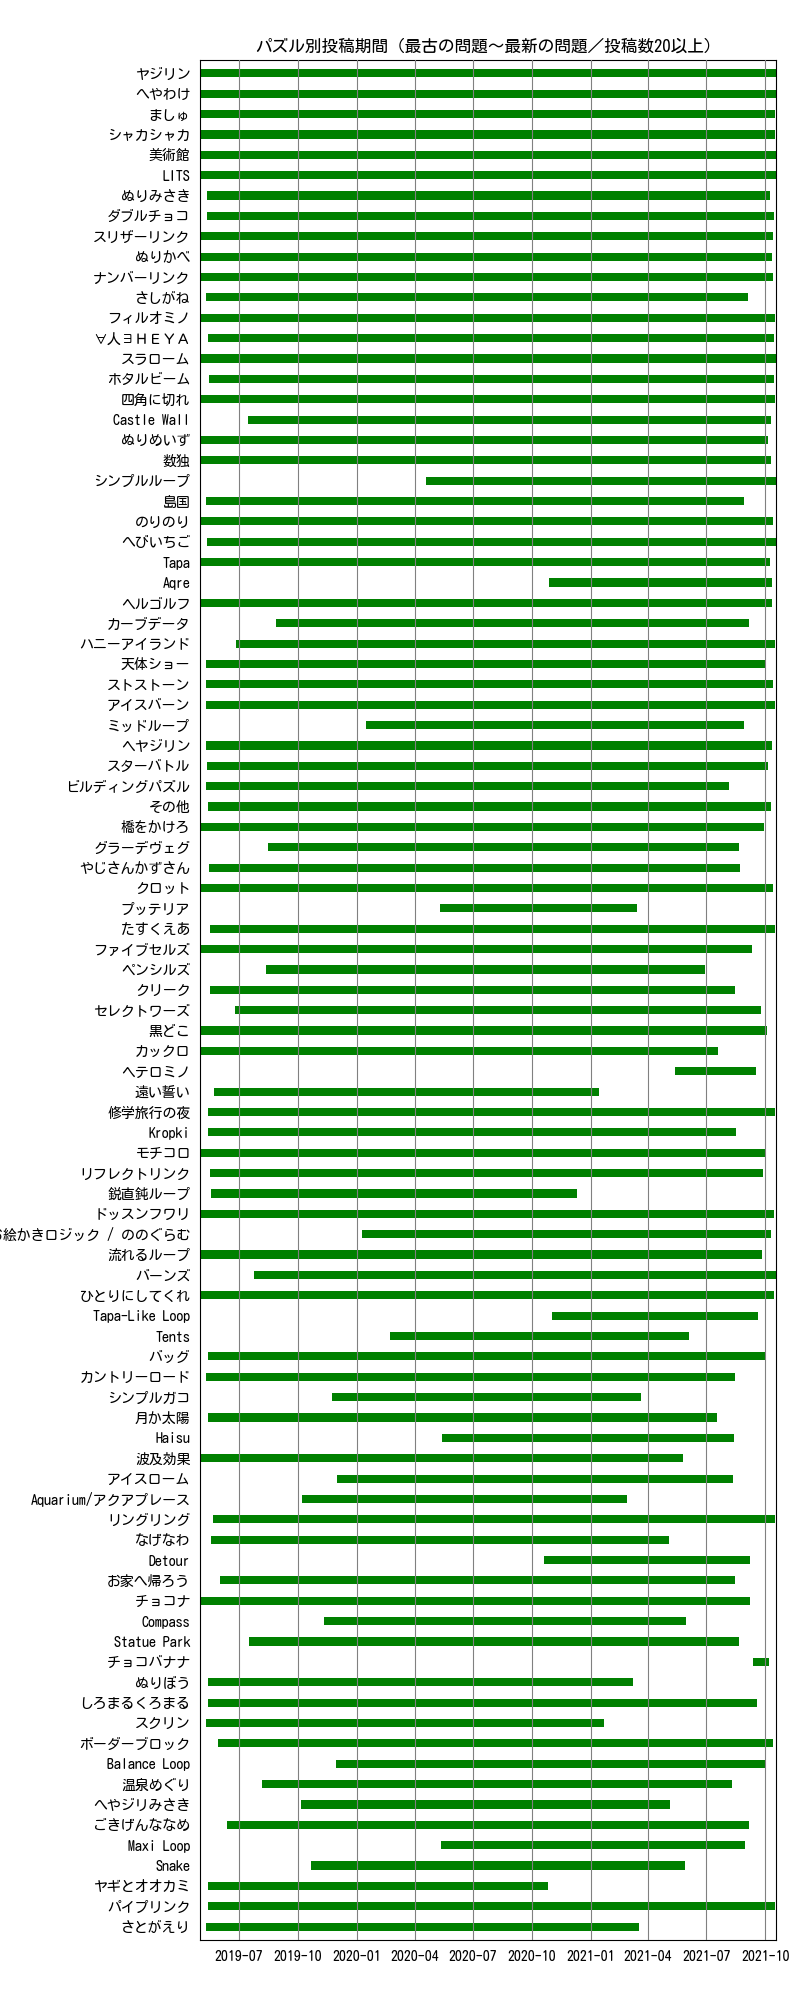 パズル別投稿期間（最古の問題～最新の問題／投稿数20以上）
ヤジリン
へやわけ
ましゅ
シャカシャカ
美術館
LITS
ぬりみさき
ダブルチョコ
スリザーリンク
ぬりかべ
ナンバーリンク
さしがね
フィルオミノ
∀人ヨＨＥＹＡ
スラローム
ホタルビーム
四角に切れ
Castle Wall
ぬりめいず
数独
シンプルループ
島国
のりのり
へびいちご
Tapa
Aqre
ヘルゴルフ
カーブデータ
ハニーアイランド
天体ショー
ストストーン
アイスバーン
ミッドループ
ヘヤジリン
スターバトル
ビルディングパズル
その他
橋をかけろ
グラーデヴェグ
やじさんかずさん
クロット
プッテリア
たすくえあ
ファイブセルズ
ペンシルズ
クリーク
セレクトワーズ
黒どこ
カックロ
ヘテロミノ
遠い誓い
修学旅行の夜
Kropki
モチコロ
リフレクトリンク
鋭直鈍ループ
ドッスンフワリ
絵かきロジック / ののぐらむ
流れるループ
バーンズ
ひとりにしてくれ
Tapa-Like Loop
Tents
バッグ
カントリーロード
シンプルガコ
月か太陽
Haisu
波及効果
アイスローム
Aquarium/アクアプレース
リングリング
なげなわ
Detour
お家へ帰ろう
チョコナ
Compass
Statue Park
チョコバナナ
ぬりぼう
しろまるくろまる
スクリン
ボーダーブロック
Balance Loop
温泉めぐり
へやジリみさき
ごきげんななめ
Maxi Loop
Snake
ヤギとオオカミ
パイプリンク
さとがえり
2019-07 2019-10 2020-01 2020-04 2020-07 2020-10 2021-01 2021-04 2021-07 2021-10